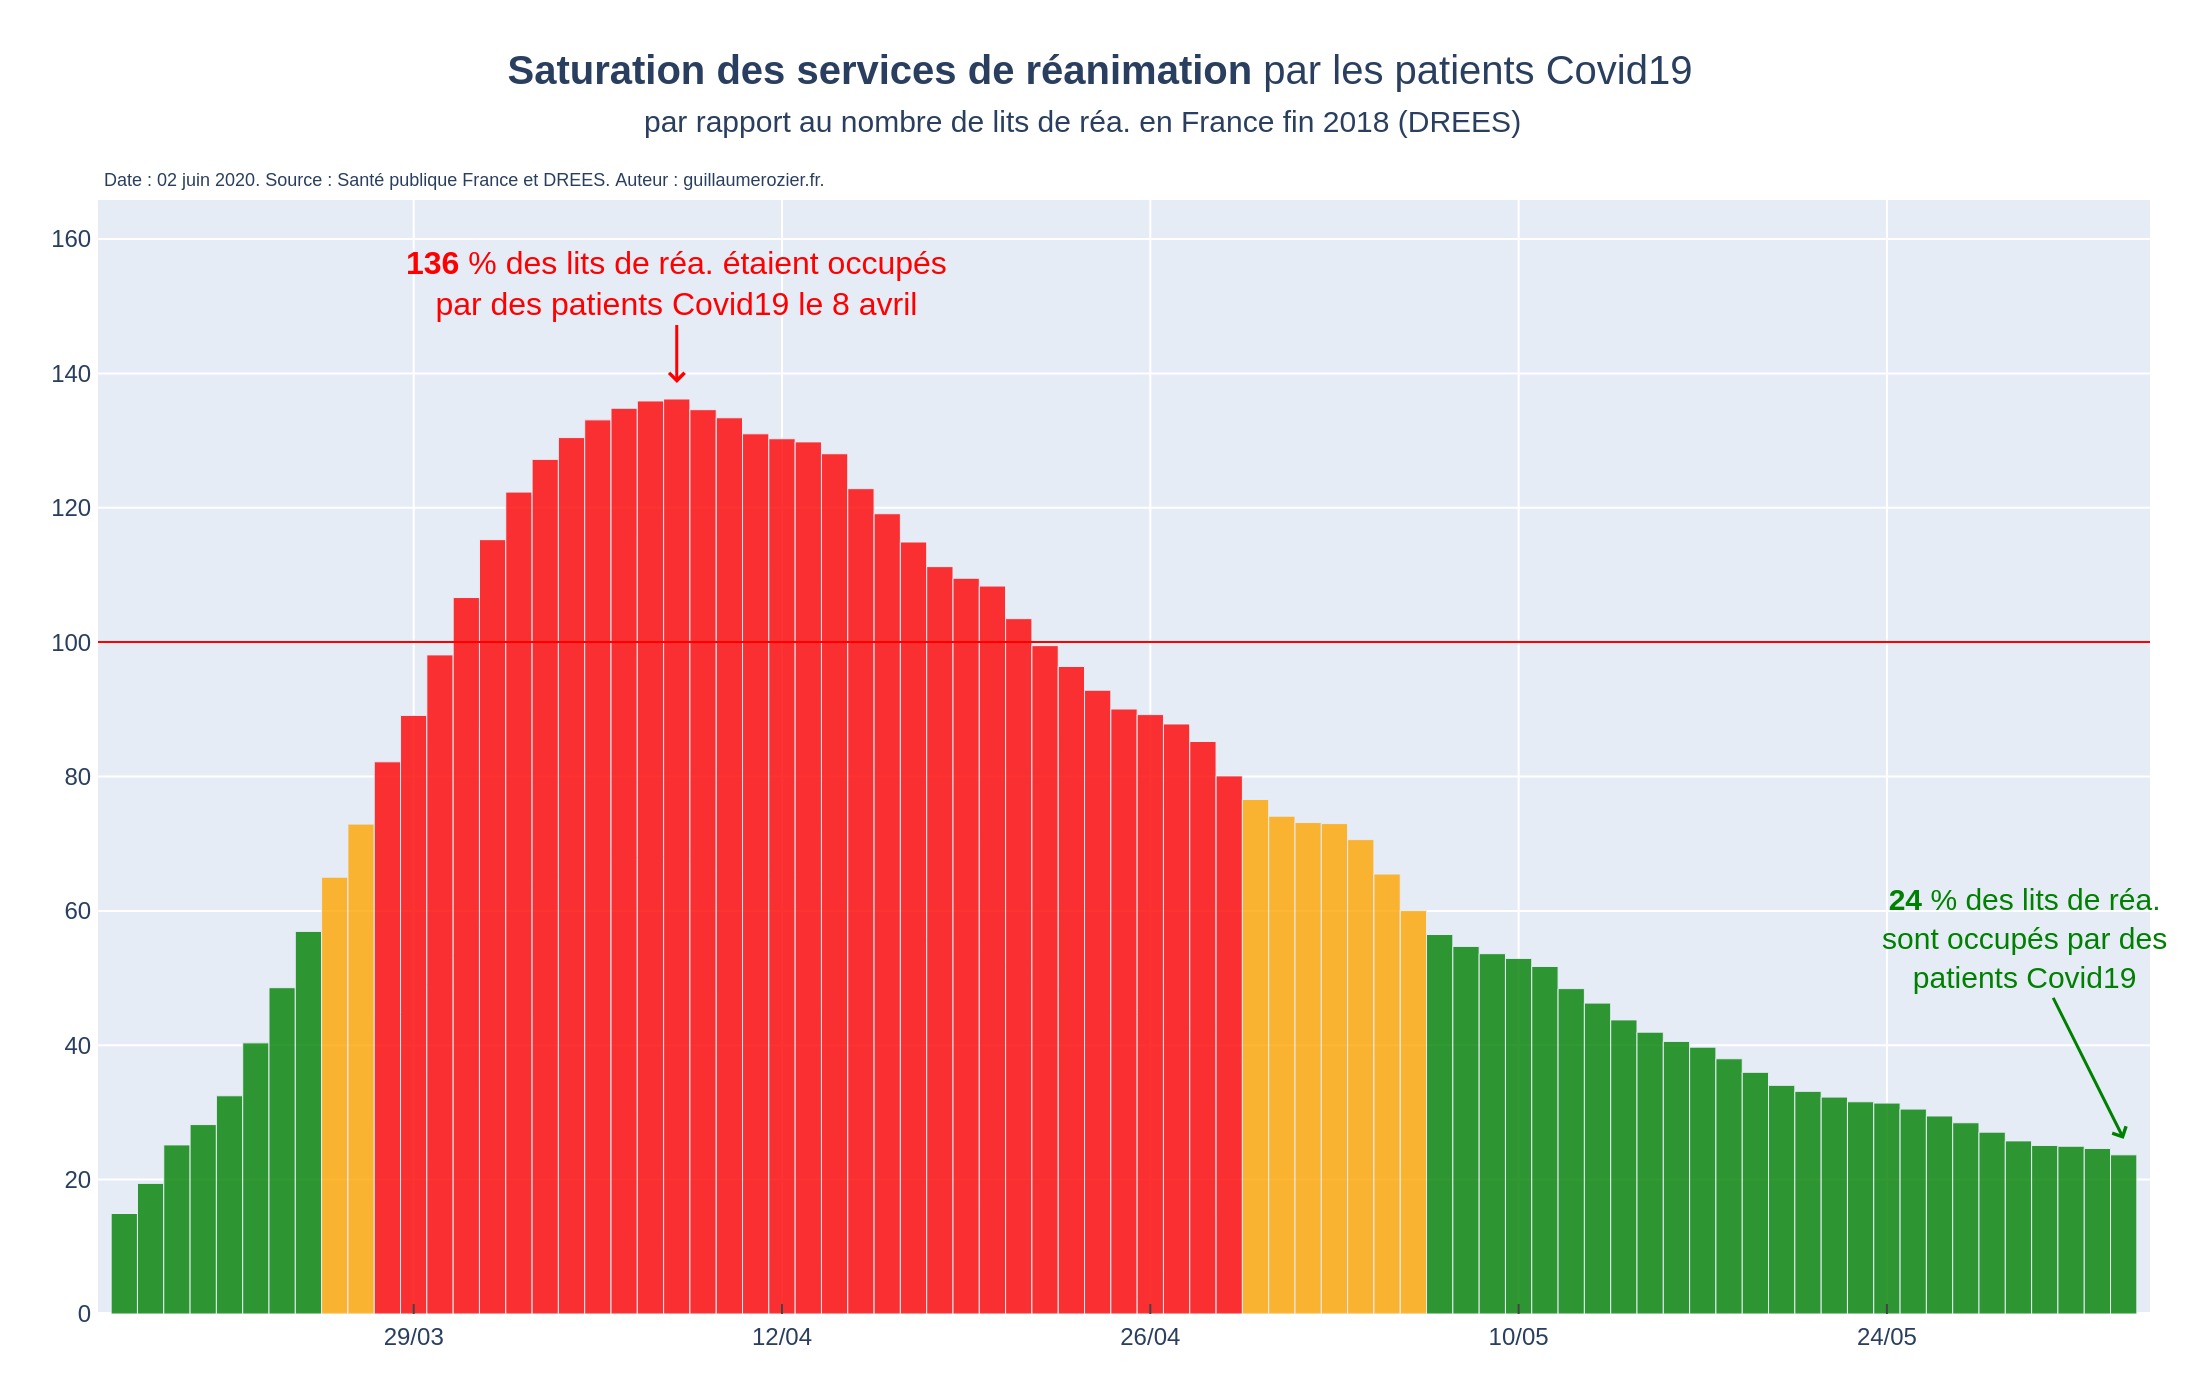 Saturation des services de réanimation par les patients Covid19
par rapport au nombre de lits de réa. en France fin 2018 (DREES)
Date : 02 juin 2020. Source : Santé publique France et DREES. Auteur : guillaumerozier.fr.
160
136 % des lits de réa. étaient occupés
par des patients Covid19 le 8 avril
140
120
100
80
60
24 % des lits de réa.
sont occupés par des
patients Covid19
40
20
0
29/03
12/04
26/04
10/05
24/05